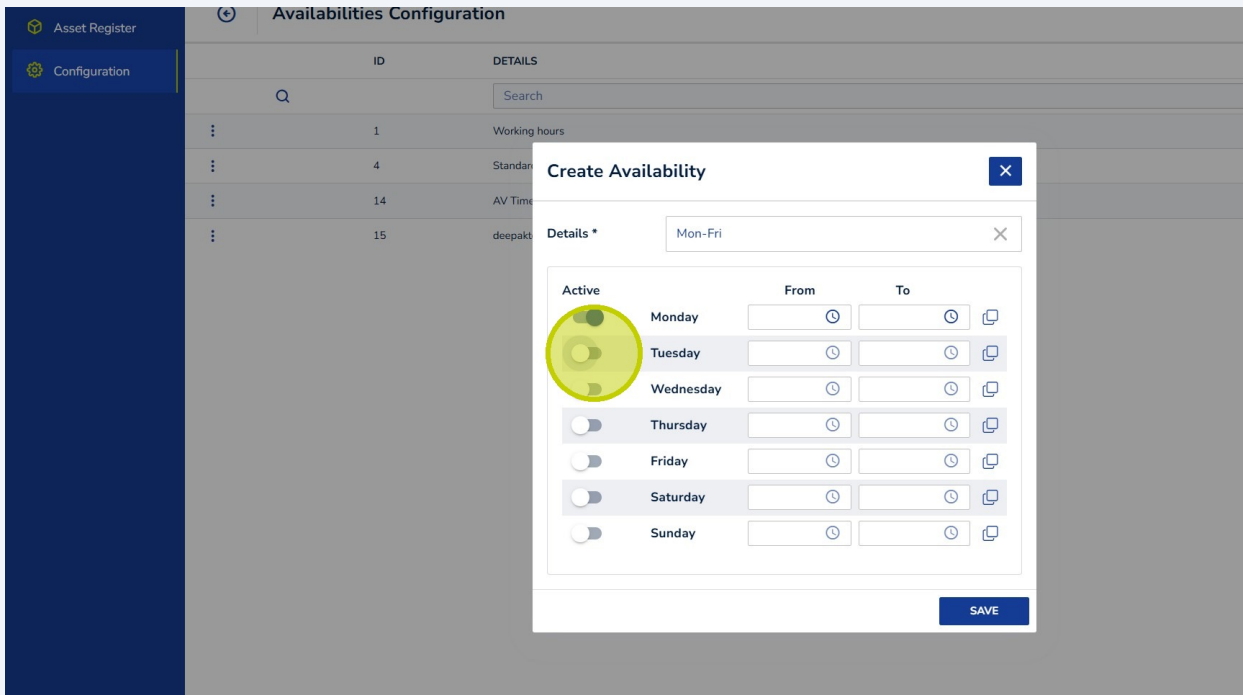 Availabilities Configuration
Asset Register
Configuration
ID DETAILS
Search
1 Working hours
4 Standar
14 AV Time
15 deepakt
Create Availability
Details * Mon-Fri
Active From To
Monday
Tuesday
Wednesday
Thursday
Friday
Saturday
Sunday
SAVE